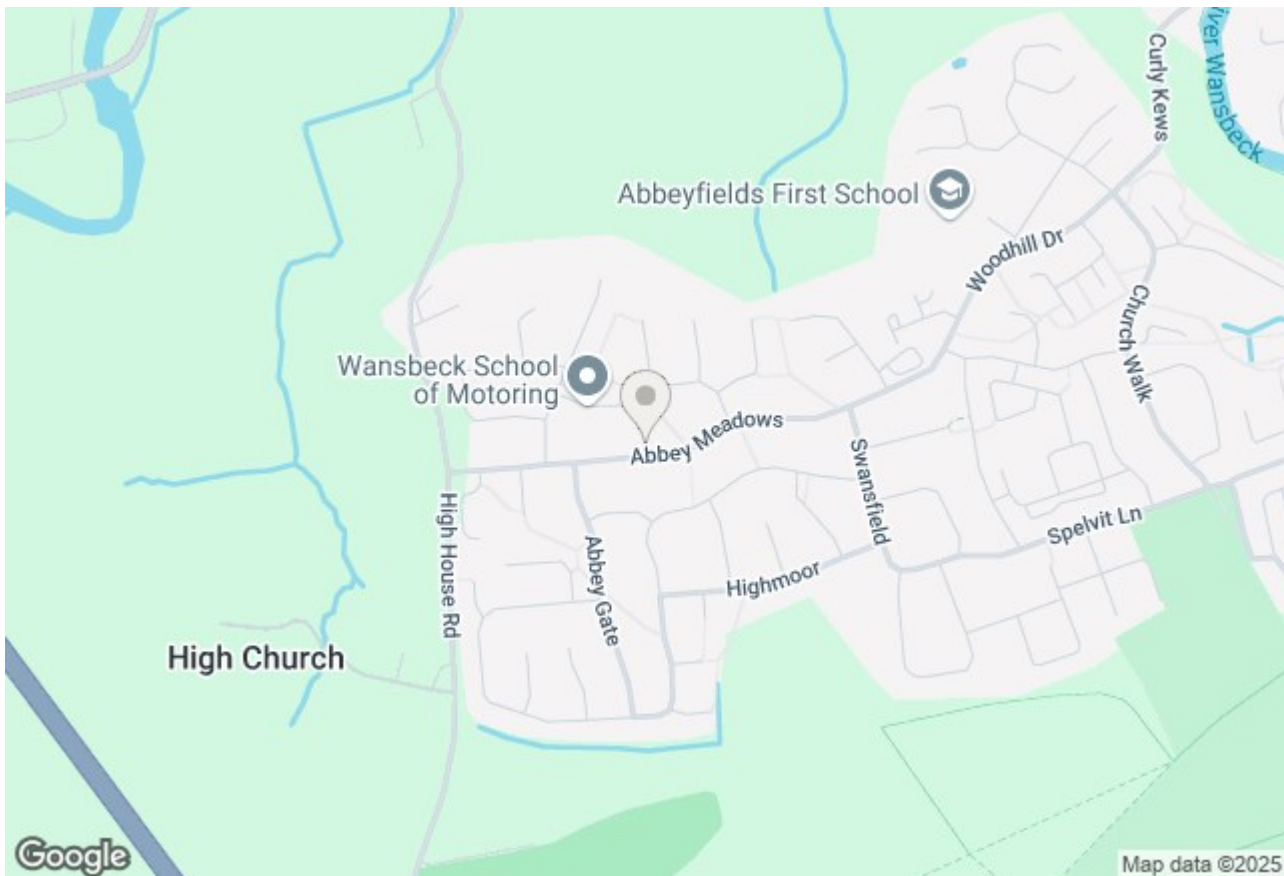 River Wansbeck
Curly Kews
Abbeyfields First School
Woodhill Dr
Church Walk
Wansbeck School
of Motoring
Abbey Meadows
Swansfield
High House Rd
Spelvit Ln
Abbey Gate
Highmoor
High Church
Google
Map data ©2025